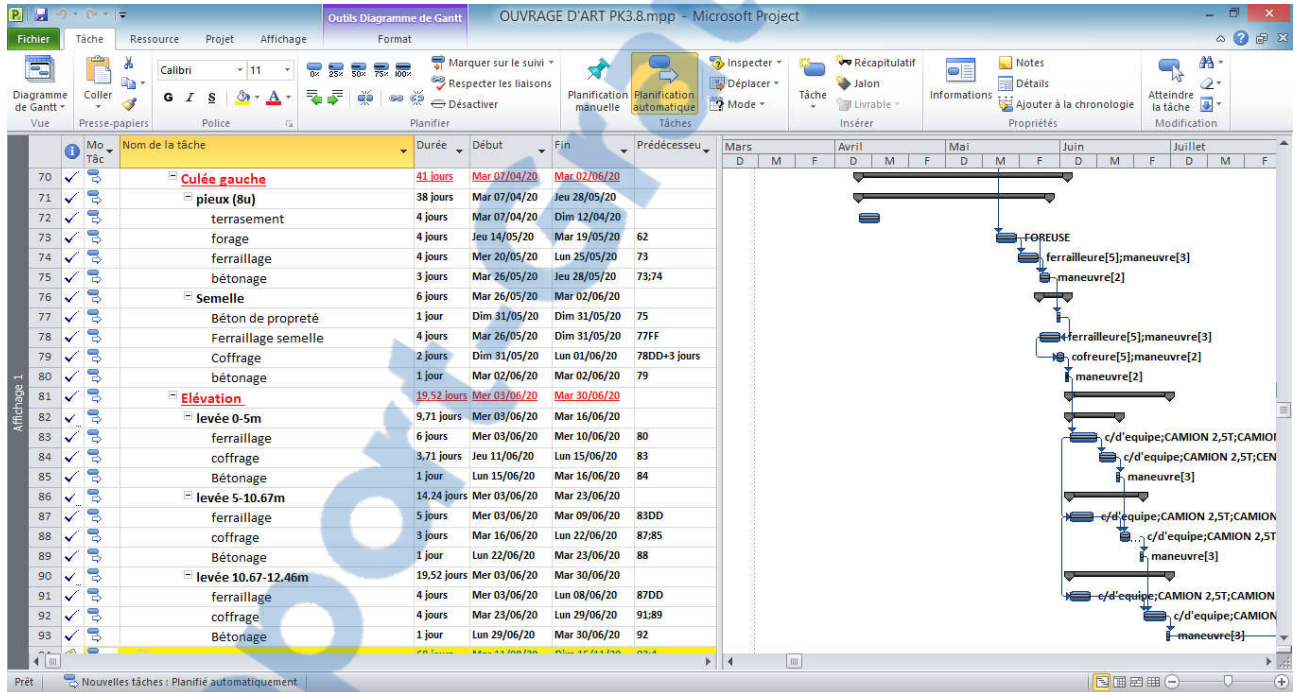 Outils Diagramme de Gantt
OUVRAGE D'ART PK3.8.mpp - Microsoft Project
Fichier Tâche Ressource Projet Affichage Format
Diagramme de Gantt
Vue
Coller
Presse-papiers
Calibri 11
G I S
Police
0% 25% 50% 75% 100%
Marquer sur le suivi
Respecter les liaisons
Désactiver
Planifier
Planification manuelle
Planification automatique
Inspecter
Déplacer
Mode
Tâches
Tâche
Récapitulatif
Jalon
Livrable
Insérer
Informations
Notes
Détails
Ajouter à la chronologie
Propriétés
Atteindre la tâche
Modification
Mo Tâc Nom de la tâche Durée Début Fin Prédécesseu
Mars Avril Mai Juin Juillet
D M F D M F D M F D M F D M F
70 Culée gauche 41 jours Mar 07/04/20 Mar 02/06/20
71 pieux (8u) 38 jours Mar 07/04/20 Jeu 28/05/20
72 terrasement 4 jours Mar 07/04/20 Dim 12/04/20
73 forage 4 jours Jeu 14/05/20 Mar 19/05/20 62 FOREUSE
74 ferraillage 4 jours Mer 20/05/20 Lun 25/05/20 73 ferrailleure[5];maneuvre[3]
75 bétonage 3 jours Mar 26/05/20 Jeu 28/05/20 73;74 maneuvre[2]
76 Semelle 6 jours Mar 26/05/20 Mar 02/06/20
77 Béton de propreté 1 jour Dim 31/05/20 Dim 31/05/20 75
78 Ferraillage semelle 4 jours Mar 26/05/20 Dim 31/05/20 77FF ferrailleure[5];maneuvre[3]
79 Coffrage 2 jours Dim 31/05/20 Lun 01/06/20 78DD+3 jours cofreure[5];maneuvre[2]
80 bétonage 1 jour Mar 02/06/20 Mar 02/06/20 79 maneuvre[2]
81 Elévation 19,52 jours Mer 03/06/20 Mar 30/06/20
82 levée 0-5m 9,71 jours Mer 03/06/20 Mar 16/06/20
83 ferraillage 6 jours Mer 03/06/20 Mer 10/06/20 80 c/d'equipe;CAMION 2,5T;CAMION
84 coffrage 3,71 jours Jeu 11/06/20 Lun 15/06/20 83 c/d'equipe;CAMION 2,5T;CEN
85 Bétonage 1 jour Lun 15/06/20 Mar 16/06/20 84 maneuvre[3]
86 levée 5-10.67m 14,24 jours Mer 03/06/20 Mar 23/06/20
87 ferraillage 5 jours Mer 03/06/20 Mar 09/06/20 83DD c/d'equipe;CAMION 2,5T;CAMION
88 coffrage 3 jours Mar 16/06/20 Lun 22/06/20 87;85 c/d'equipe;CAMION 2,5T
89 Bétonage 1 jour Lun 22/06/20 Mar 23/06/20 88 maneuvre[3]
90 levée 10.67-12.46m 19,52 jours Mer 03/06/20 Mar 30/06/20
91 ferraillage 4 jours Mer 03/06/20 Lun 08/06/20 87DD c/d'equipe;CAMION 2,5T;CAMION
92 coffrage 4 jours Mar 23/06/20 Lun 29/06/20 91;89 c/d'equipe;CAMION
93 Bétonage 1 jour Lun 29/06/20 Mar 30/06/20 92 maneuvre[3]
Affichage 1
Prêt Nouvelles tâches : Planifié automatiquement